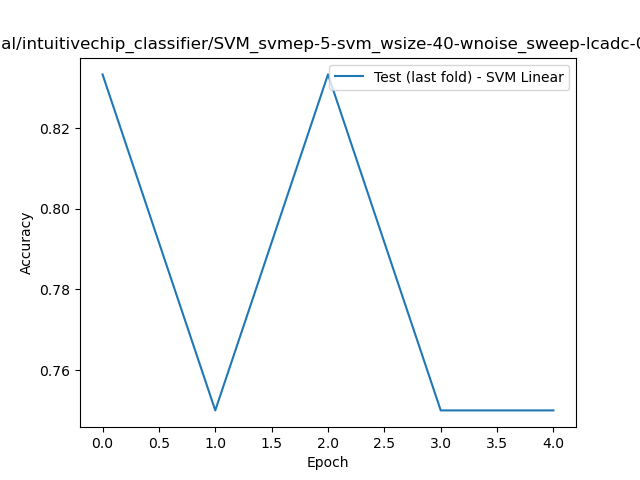 al/intuitivechip_classifier/SVM_svmep-5-svm_wsize-40-wnoise_sweep-lcadc-0
Test (last fold) - SVM Linear
Accuracy
0.82
0.80
0.78
0.76
0.0 0.5 1.0 1.5 2.0 2.5 3.0 3.5 4.0
Epoch